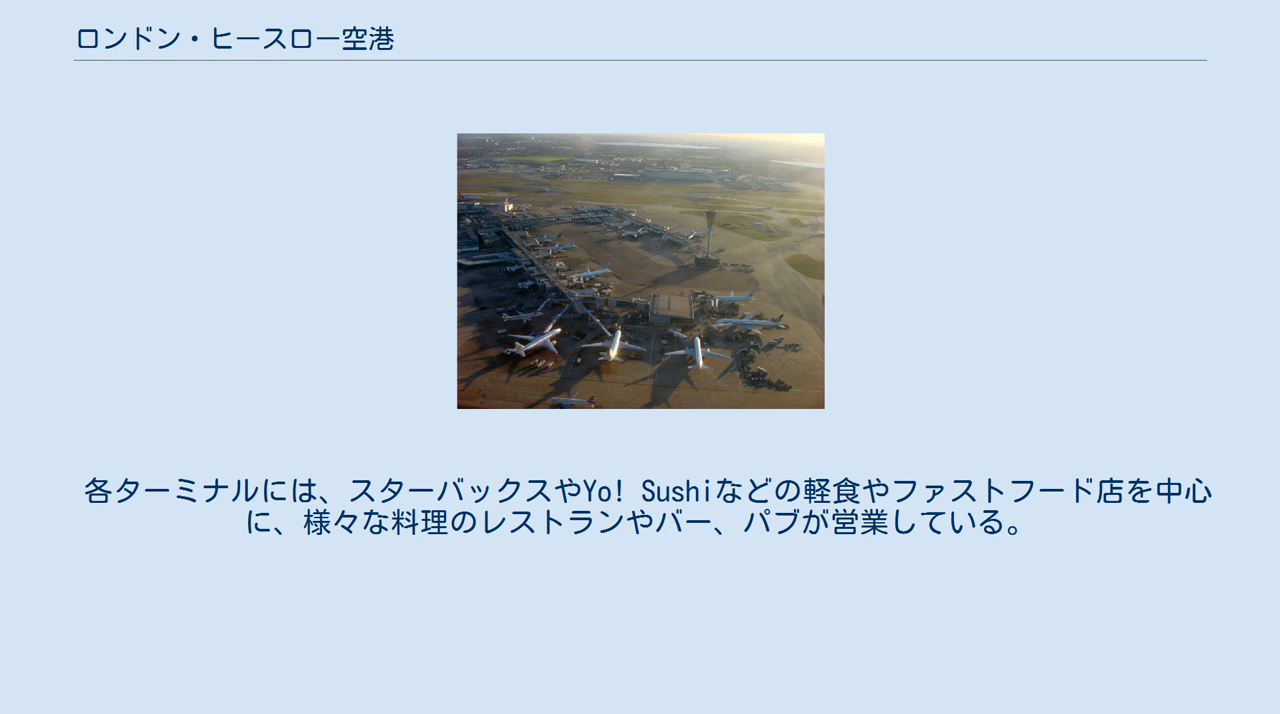 ロンドン・ヒースロー空港
各ターミナルには、スターバックスやYo! Sushiなどの軽食やファストフード店を中心
に、様々な料理のレストランやバー、パブが営業している。